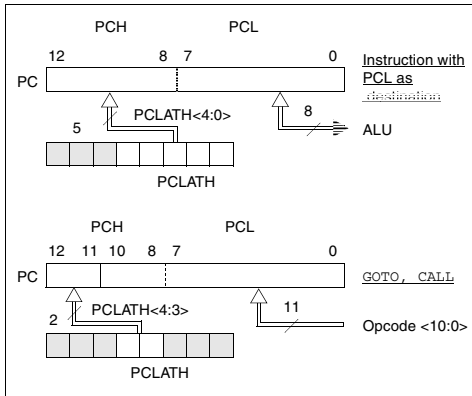 PCH PCL
12 8 7 0
PC
Instruction with
PCL as
PCLATH<4:0>
5
8
ALU
PCLATH
PCH PCL
12 11 10 8 7 0
PC
GOTO, CALL
PCLATH<4:3>
2
11
Opcode <10:0>
PCLATH